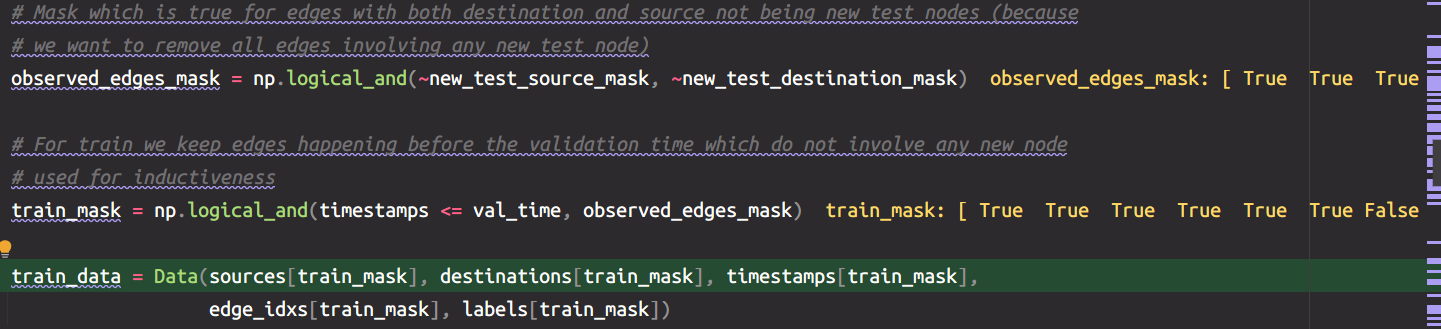 # Mask which is true for edges with both destination and source not being new test nodes (because
# we want to remove all edges involving any new test node)
observed_edges_mask = np.logical_and(~new_test_source_mask, ~new_test_destination_mask) observed_edges_mask: [ True True True
# For train we keep edges happening before the validation time which do not involve any new node
# used for inductiveness
train_mask = np.logical_and(timestamps <= val_time, observed_edges_mask) train_mask: [ True True True True True True False
train_data = Data(sources[train_mask], destinations[train_mask], timestamps[train_mask],
edge_idxs[train_mask], labels[train_mask])